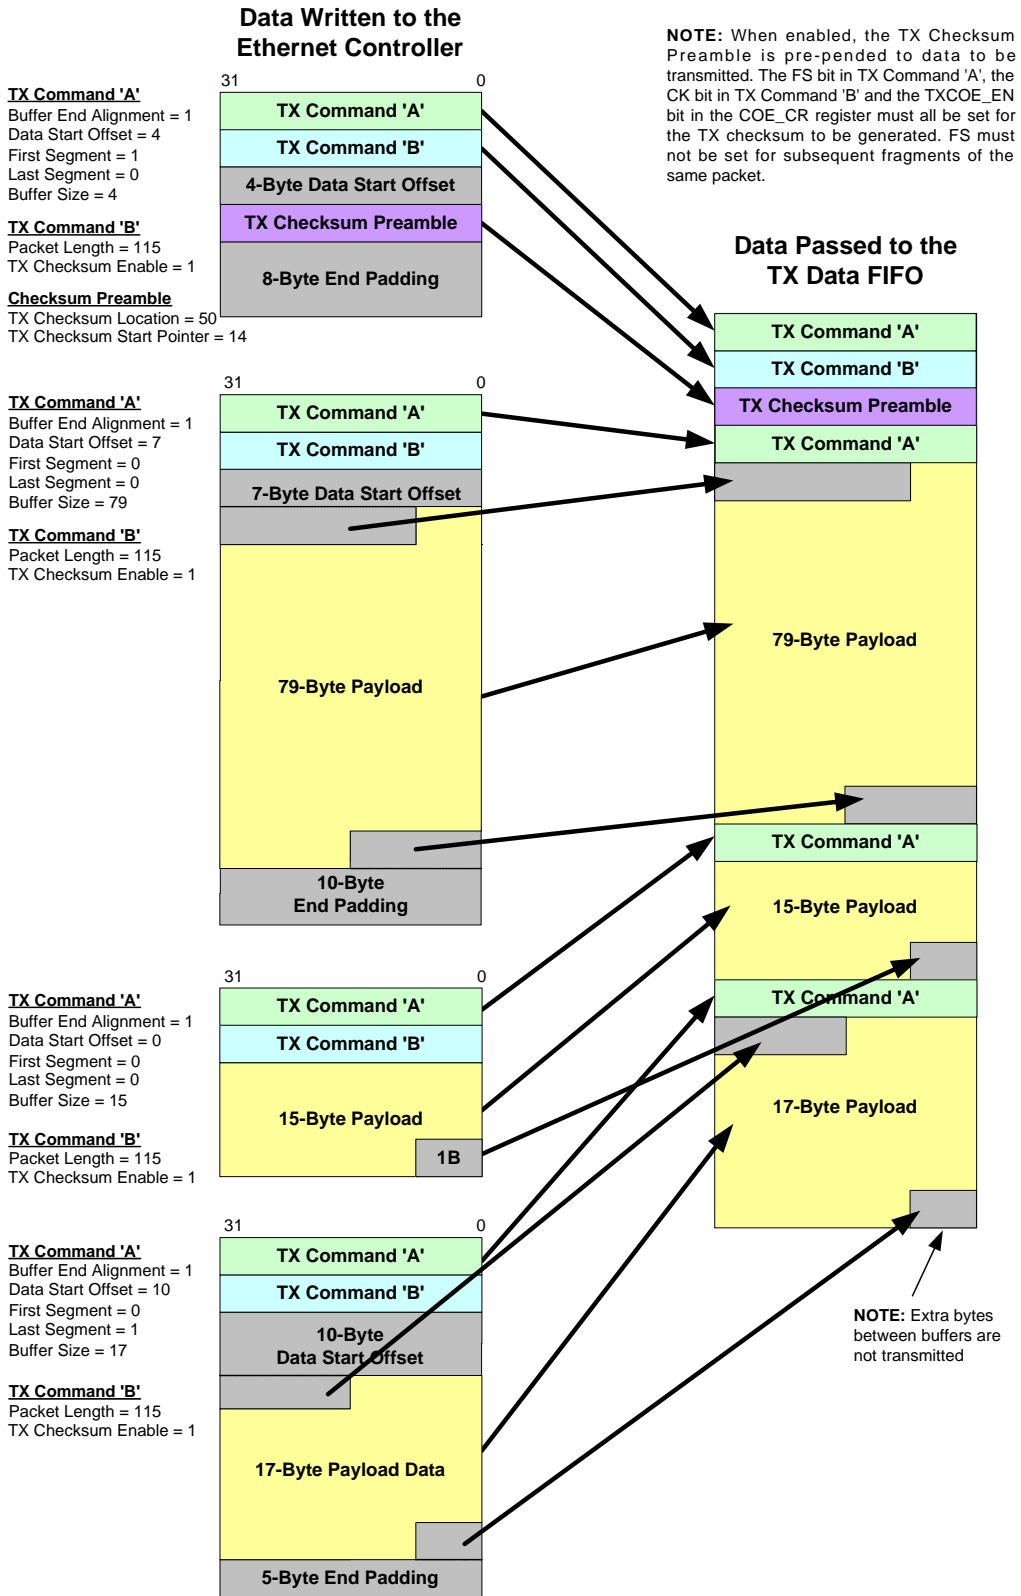 Data Written to the
Ethernet Controller
NOTE: When enabled, the TX Checksum
Preamble is pre-pended to data to be
transmitted. The FS bit in TX Command 'A', the
CK bit in TX Command 'B' and the TXCOE_EN
bit in the COE_CR register must all be set for
the TX checksum to be generated. FS must
not be set for subsequent fragments of the
same packet.
31 0
TX Command 'A'
Buffer End Alignment = 1
Data Start Offset = 4
First Segment = 1
Last Segment = 0
Buffer Size = 4
TX Command 'B'
Packet Length = 115
TX Checksum Enable = 1
Checksum Preamble
TX Checksum Location = 50
TX Checksum Start Pointer = 14
TX Command 'A'
TX Command 'B'
4-Byte Data Start Offset
TX Checksum Preamble
8-Byte End Padding
Data Passed to the
TX Data FIFO
TX Command 'A'
TX Command 'B'
TX Checksum Preamble
TX Command 'A'
79-Byte Payload
TX Command 'A'
15-Byte Payload
TX Command 'A'
17-Byte Payload
NOTE: Extra bytes
between buffers are
not transmitted
31 0
TX Command 'A'
Buffer End Alignment = 1
Data Start Offset = 7
First Segment = 0
Last Segment = 0
Buffer Size = 79
TX Command 'B'
Packet Length = 115
TX Checksum Enable = 1
TX Command 'A'
TX Command 'B'
7-Byte Data Start Offset
79-Byte Payload
10-Byte
End Padding
31 0
TX Command 'A'
Buffer End Alignment = 1
Data Start Offset = 0
First Segment = 0
Last Segment = 0
Buffer Size = 15
TX Command 'B'
Packet Length = 115
TX Checksum Enable = 1
TX Command 'A'
TX Command 'B'
15-Byte Payload
1B
31 0
TX Command 'A'
Buffer End Alignment = 1
Data Start Offset = 10
First Segment = 0
Last Segment = 1
Buffer Size = 17
TX Command 'B'
Packet Length = 115
TX Checksum Enable = 1
TX Command 'A'
TX Command 'B'
10-Byte
Data Start Offset
17-Byte Payload Data
5-Byte End Padding